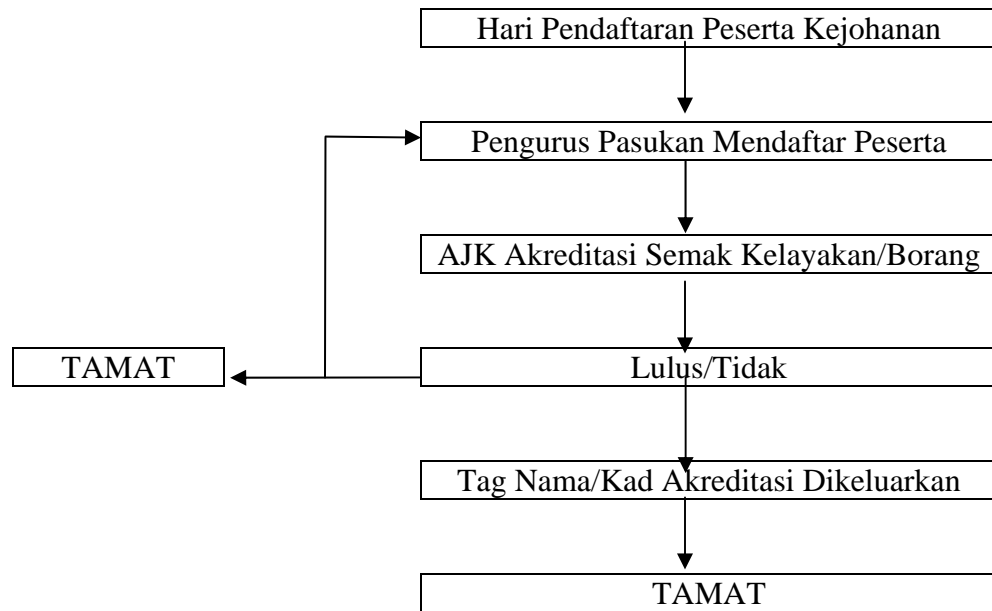 Hari Pendaftaran Peserta Kejohanan
Pengurus Pasukan Mendaftar Peserta
AJK Akreditasi Semak Kelayakan/Borang
TAMAT
Lulus/Tidak
Tag Nama/Kad Akreditasi Dikeluarkan
TAMAT